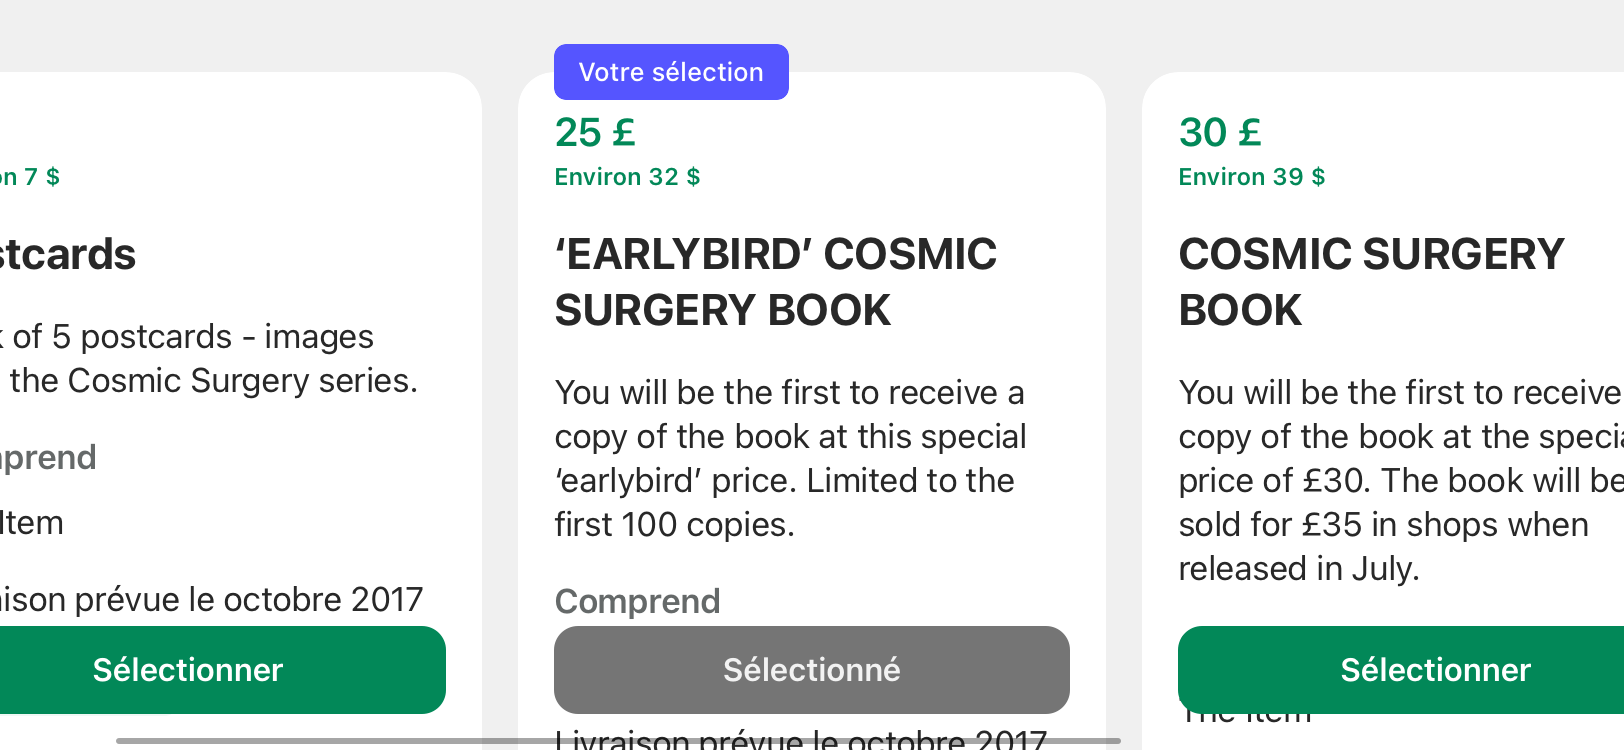 7 $
stcards
of 5 postcards - images
the Cosmic Surgery series.
prend
Item
aison prévue le octobre 2017
Sélectionner
Votre sélection
25 £
Environ 32 $
‘EARLYBIRD’ COSMIC
SURGERY BOOK
You will be the first to receive a
copy of the book at this special
‘earlybird’ price. Limited to the
first 100 copies.
Comprend
Sélectionné
Livraison prévue le octobre 2017
30 £
Environ 39 $
COSMIC SURGERY
BOOK
You will be the first to receive
copy of the book at the specia
price of £30. The book will be
sold for £35 in shops when
released in July.
Sélectionner
The Item